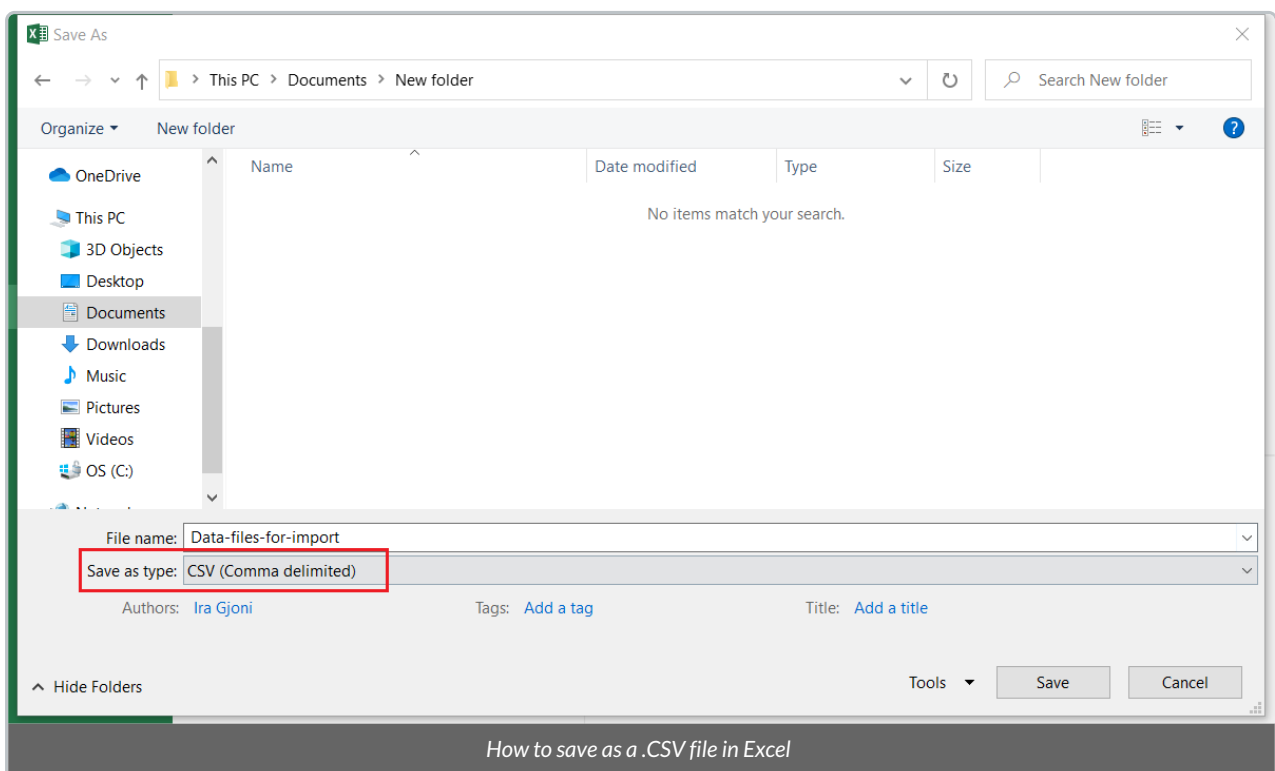 Save As
This PC > Documents > New folder
Search New folder
Organize
New folder
?
Name
Date modified
Type
Size
OneDrive
No items match your search.
This PC
3D Objects
Desktop
Documents
Downloads
Music
Pictures
Videos
OS (C:)
File name: Data-files-for-import
Save as type: CSV (Comma delimited)
Authors: Ira Gjoni
Tags: Add a tag
Title: Add a title
Hide Folders
Tools
Save
Cancel
How to save as a .CSV file in Excel